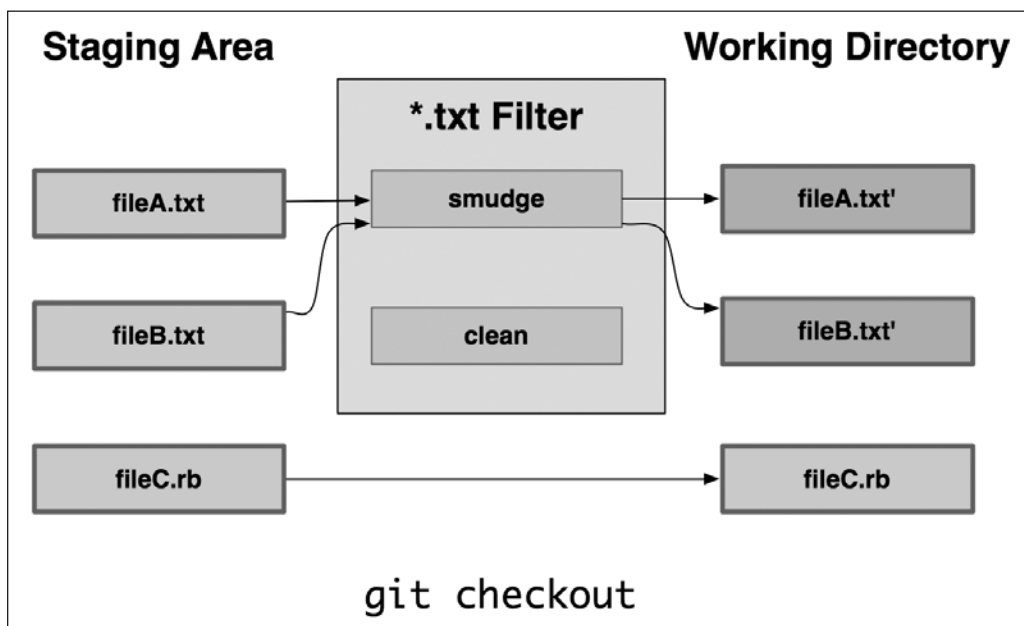 Staging Area
Working Directory
*.txt Filter
fileA.txt
smudge
fileA.txt'
fileB.txt
clean
fileB.txt'
fileC.rb
fileC.rb
git checkout